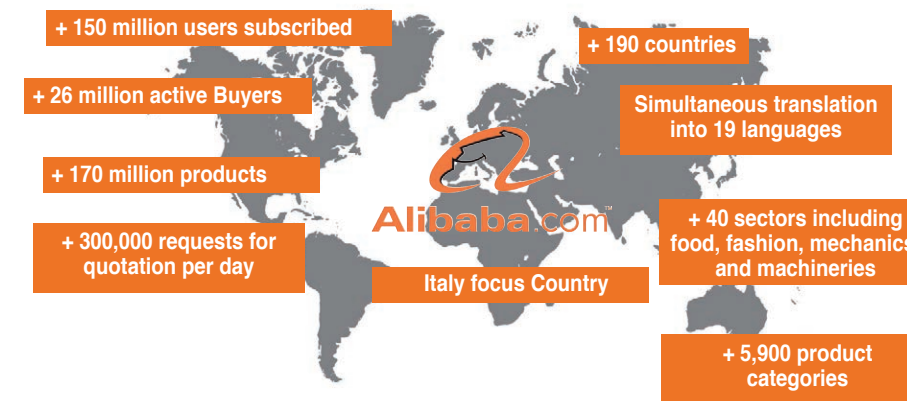 + 150 million users subscribed
+ 190 countries
+ 26 million active Buyers
Simultaneous translation
into 19 languages
+ 170 million products
Alibaba.com™
+ 300,000 requests for
quotation per day
+ 40 sectors including
food, fashion, mechanics
and machineries
Italy focus Country
+ 5,900 product
categories